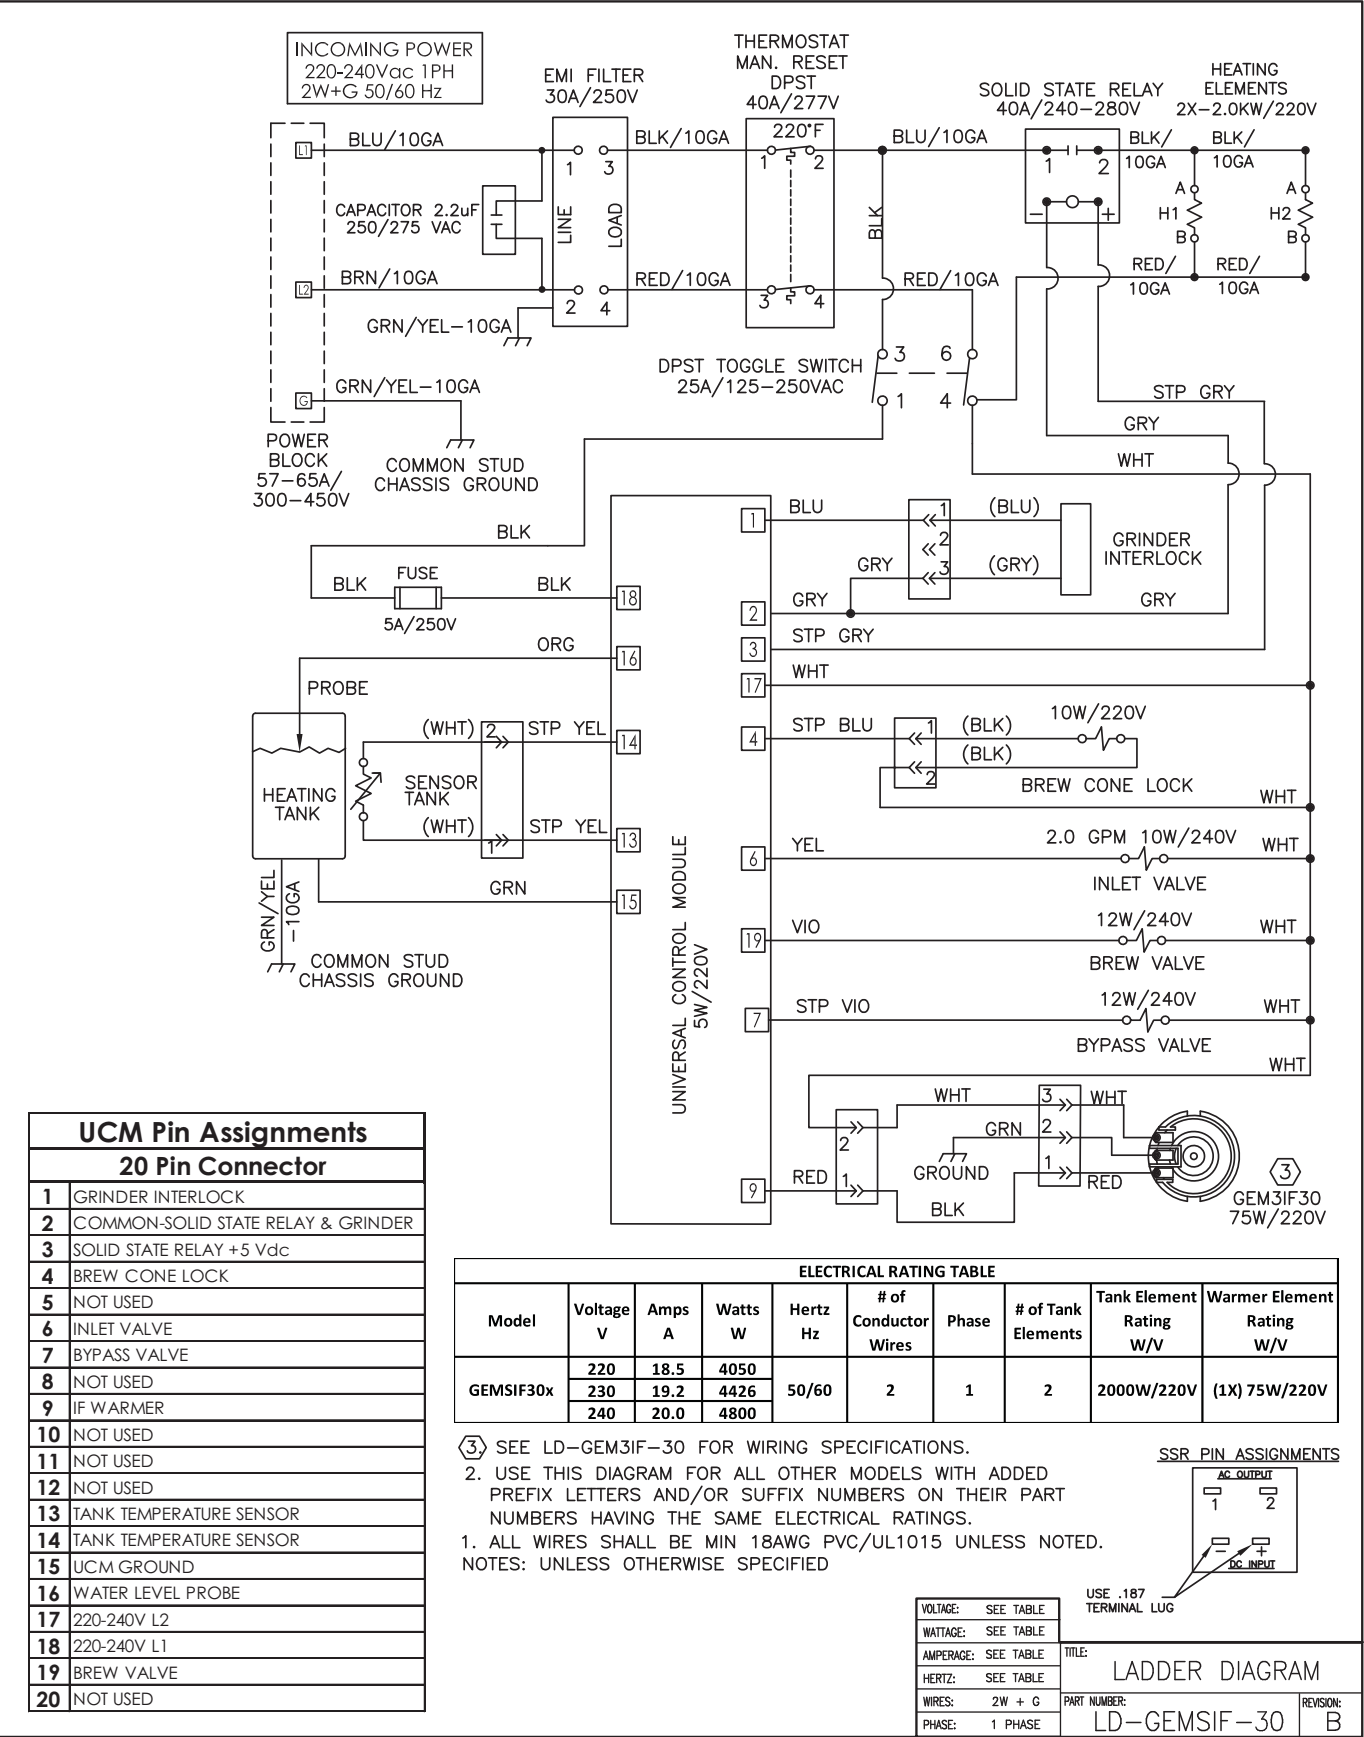 INCOMING POWER
220-240Vac 1PH
2W+G 50/60 Hz
EMI FILTER
30A/250V
THERMOSTAT
MAN. RESET
DPST
40A/277V
SOLID STATE RELAY
40A/240-280V
HEATING
ELEMENTS
2X-2.0KW/220V
L1
BLU/10GA
1
3
BLK/10GA
220°F
1
2
BLU/10GA
1
2
BLK/
10GA
BLK/
10GA
CAPACITOR 2.2uF
250/275 VAC
LINE
LOAD
BLK
-
+
A
H1
B
A
H2
B
L2
BRN/10GA
2
4
RED/10GA
3
4
RED/10GA
RED/
10GA
RED/
10GA
GRN/YEL-10GA
DPST TOGGLE SWITCH
25A/125-250VAC
3
6
1
4
G
GRN/YEL-10GA
STP GRY
GRY
WHT
POWER
BLOCK
57-65A/
300-450V
COMMON STUD
CHASSIS GROUND
BLK
BLK
FUSE
BLK
5A/250V
18
ORG
16
PROBE
(WHT)
2
STP YEL
14
SENSOR
TANK
HEATING
TANK
(WHT)
1
STP YEL
13
GRN
15
GRN/YEL
-10GA
COMMON STUD
CHASSIS GROUND
UNIVERSAL CONTROL MODULE
5W/220V
1
BLU
1
(BLU)
2
GRINDER
INTERLOCK
GRY
3
(GRY)
2
GRY
GRY
3
STP GRY
17
WHT
4
STP BLU
1
(BLK)
10W/220V
(BLK)
2
BREW CONE LOCK
WHT
6
YEL
2.0 GPM 10W/240V
WHT
INLET VALVE
19
VIO
12W/240V
WHT
BREW VALVE
7
STP VIO
12W/240V
WHT
BYPASS VALVE
WHT
2
WHT
3
WHT
GRN
2
GROUND
9
RED
1
BLK
1
RED
3
GEM3IF30
75W/220V
UCM Pin Assignments
20 Pin Connector
1 GRINDER INTERLOCK
2 COMMON-SOLID STATE RELAY & GRINDER
3 SOLID STATE RELAY +5 Vdc
4 BREW CONE LOCK
5 NOT USED
6 INLET VALVE
7 BYPASS VALVE
8 NOT USED
9 IF WARMER
10 NOT USED
11 NOT USED
12 NOT USED
13 TANK TEMPERATURE SENSOR
14 TANK TEMPERATURE SENSOR
15 UCM GROUND
16 WATER LEVEL PROBE
17 220-240V L2
18 220-240V L1
19 BREW VALVE
20 NOT USED
ELECTRICAL RATING TABLE
Model Voltage V Amps A Watts W Hertz Hz # of Conductor Wires Phase # of Tank Elements Tank Element Rating W/V Warmer Element Rating W/V
GEMSIF30x 220 18.5 4050 50/60 2 1 2 2000W/220V (1X) 75W/220V
230 19.2 4426
240 20.0 4800
3. SEE LD-GEM3IF-30 FOR WIRING SPECIFICATIONS.
2. USE THIS DIAGRAM FOR ALL OTHER MODELS WITH ADDED
PREFIX LETTERS AND/OR SUFFIX NUMBERS ON THEIR PART
NUMBERS HAVING THE SAME ELECTRICAL RATINGS.
1. ALL WIRES SHALL BE MIN 18AWG PVC/UL1015 UNLESS NOTED.
NOTES: UNLESS OTHERWISE SPECIFIED
SSR PIN ASSIGNMENTS
AC OUTPUT
1
2
-
+
DC INPUT
USE .187
TERMINAL LUG
VOLTAGE: SEE TABLE
WATTAGE: SEE TABLE
AMPERAGE: SEE TABLE
HERTZ: SEE TABLE
WIRES: 2W + G
PHASE: 1 PHASE
TITLE:
LADDER DIAGRAM
PART NUMBER:
LD-GEMSIF-30
REVISION:
B